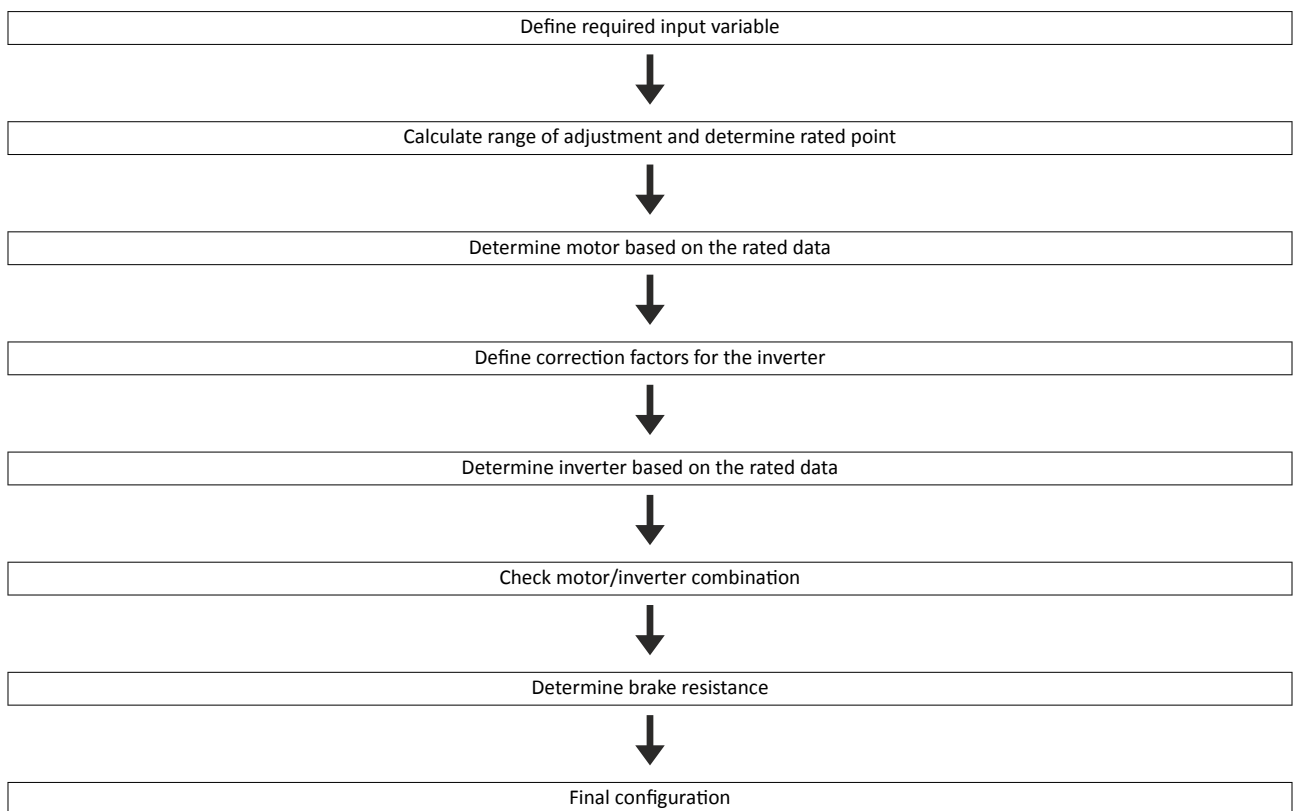 Define required input variable
Calculate range of adjustment and determine rated point
Determine motor based on the rated data
Define correction factors for the inverter
Determine inverter based on the rated data
Check motor/inverter combination
Determine brake resistance
Final configuration